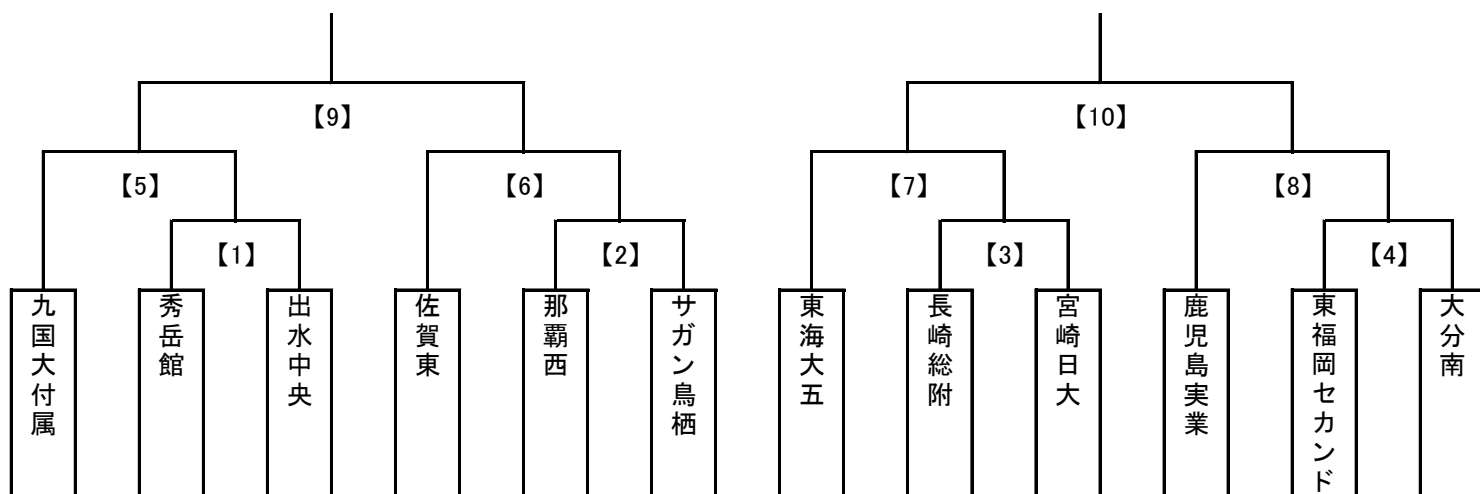 【9】
【10】
【5】
【6】
【7】
【8】
【1】
【2】
【3】
【4】
九国大付属
秀岳館
出水中央
佐賀東
那覇西
サガン鳥栖
東海大五
長崎総附
宮崎日大
鹿児島実業
東福岡セカンド
大分南